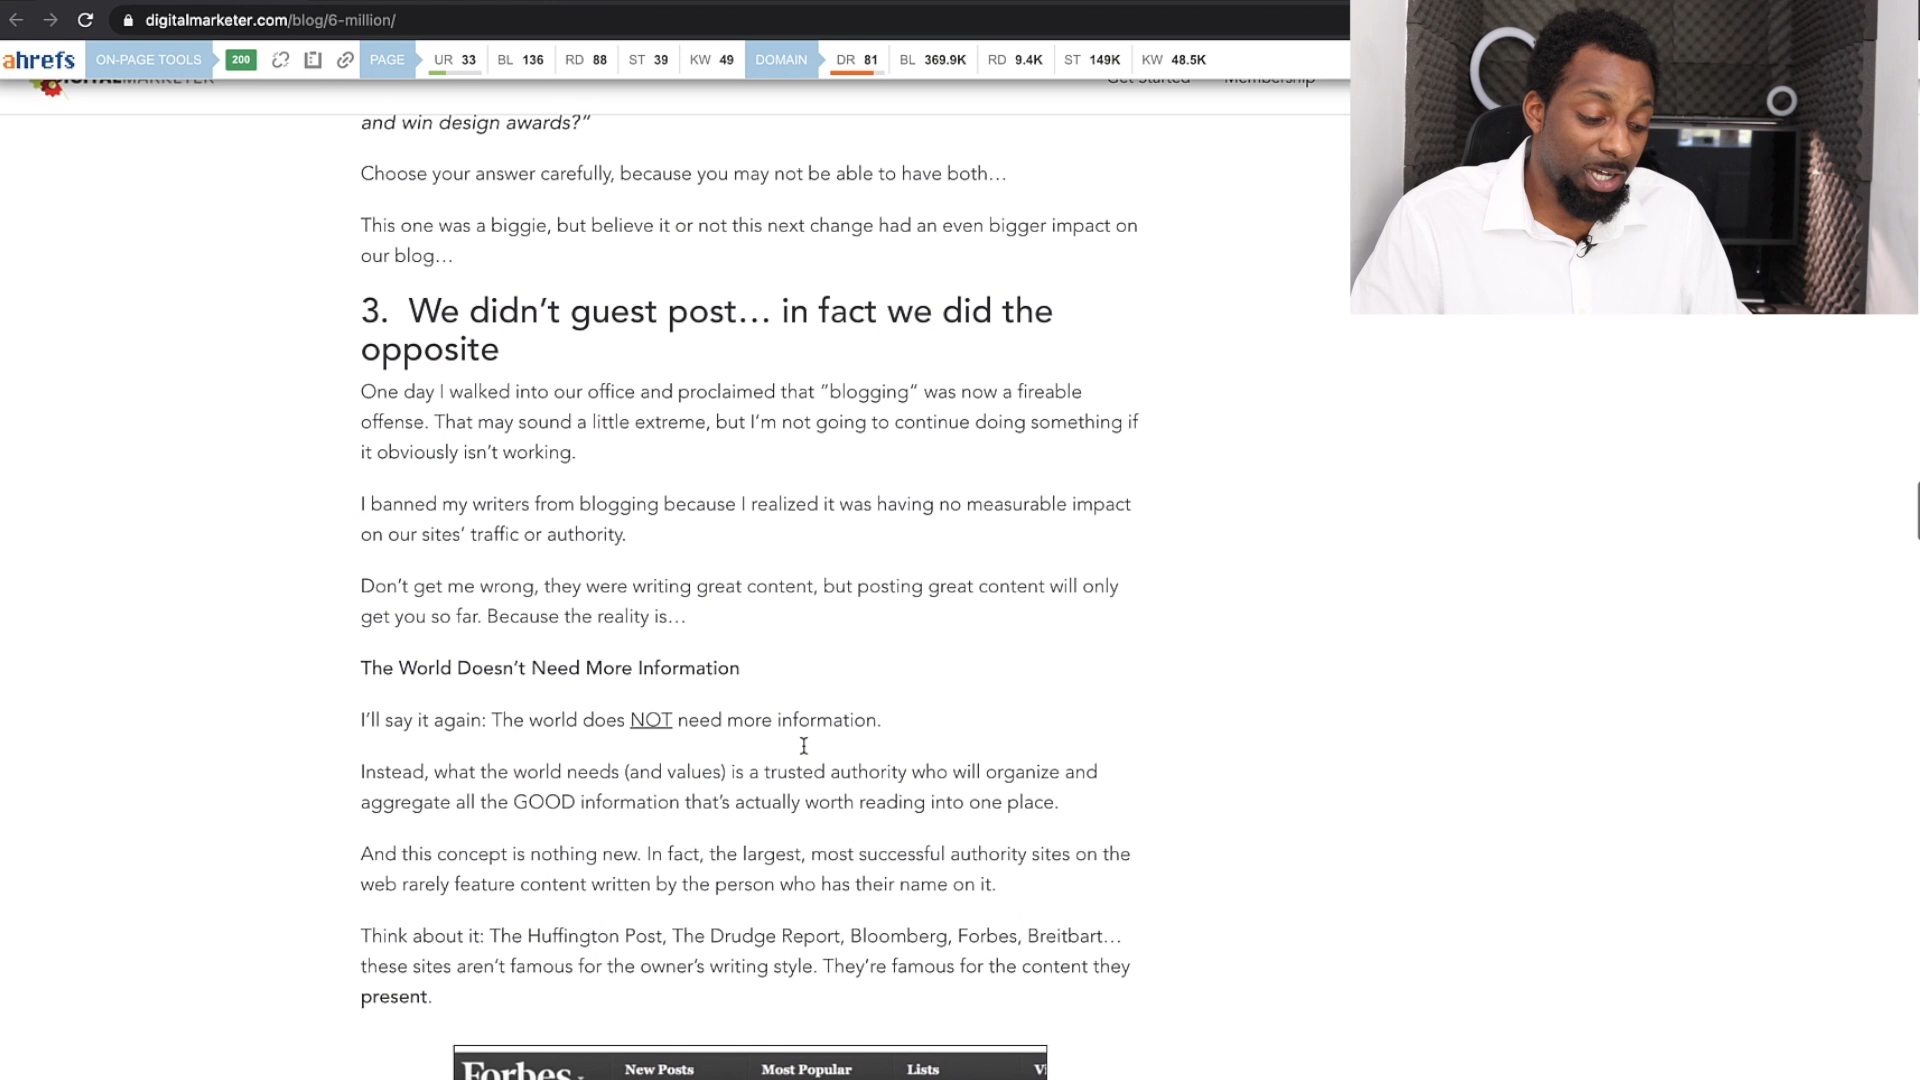 digitalmarketer.com/blog/6-million/
ahrefs ON-PAGE TOOLS 200 PAGE UR 33 BL 136 RD 88 ST 39 KW 49 DOMAIN DR 81 BL 369.9K RD 9.4K ST 149K KW 48.5K
Get Started Membership
and win design awards?”
Choose your answer carefully, because you may not be able to have both…
This one was a biggie, but believe it or not this next change had an even bigger impact on
our blog…
3. We didn’t guest post… in fact we did the
opposite
One day I walked into our office and proclaimed that “blogging” was now a fireable
offense. That may sound a little extreme, but I’m not going to continue doing something if
it obviously isn’t working.
I banned my writers from blogging because I realized it was having no measurable impact
on our sites’ traffic or authority.
Don’t get me wrong, they were writing great content, but posting great content will only
get you so far. Because the reality is…
The World Doesn’t Need More Information
I’ll say it again: The world does NOT need more information.
Instead, what the world needs (and values) is a trusted authority who will organize and
aggregate all the GOOD information that’s actually worth reading into one place.
And this concept is nothing new. In fact, the largest, most successful authority sites on the
web rarely feature content written by the person who has their name on it.
Think about it: The Huffington Post, The Drudge Report, Bloomberg, Forbes, Breitbart…
these sites aren’t famous for the owner’s writing style. They’re famous for the content they
present.
Forbes New Posts Most Popular Lists